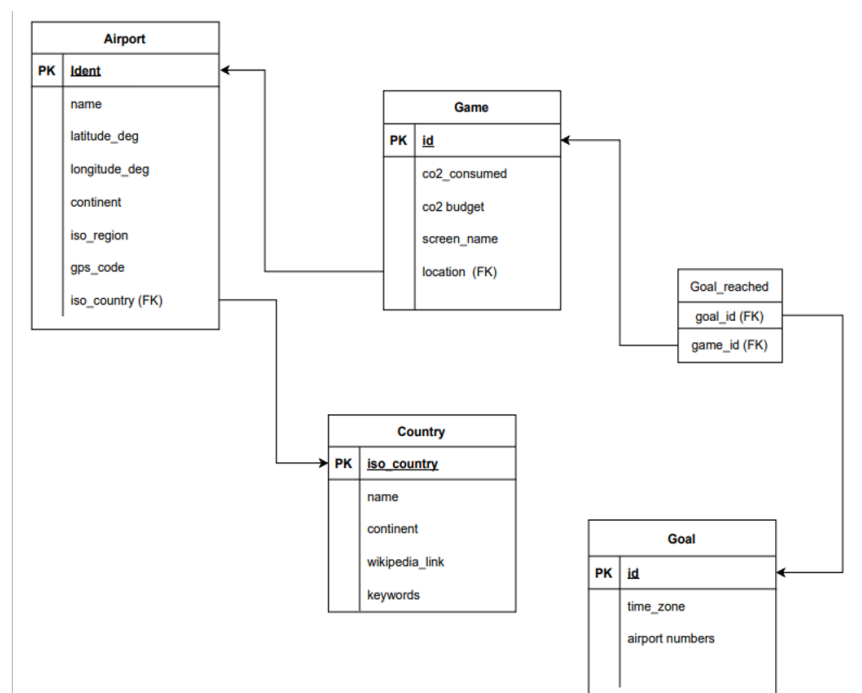 Airport
PK Ident
name
latitude_deg
longitude_deg
continent
iso_region
gps_code
iso_country (FK)
Game
PK id
co2_consumed
co2 budget
screen_name
location (FK)
Goal_reached
goal_id (FK)
game_id (FK)
Country
PK iso_country
name
continent
wikipedia_link
keywords
Goal
PK id
time_zone
airport numbers